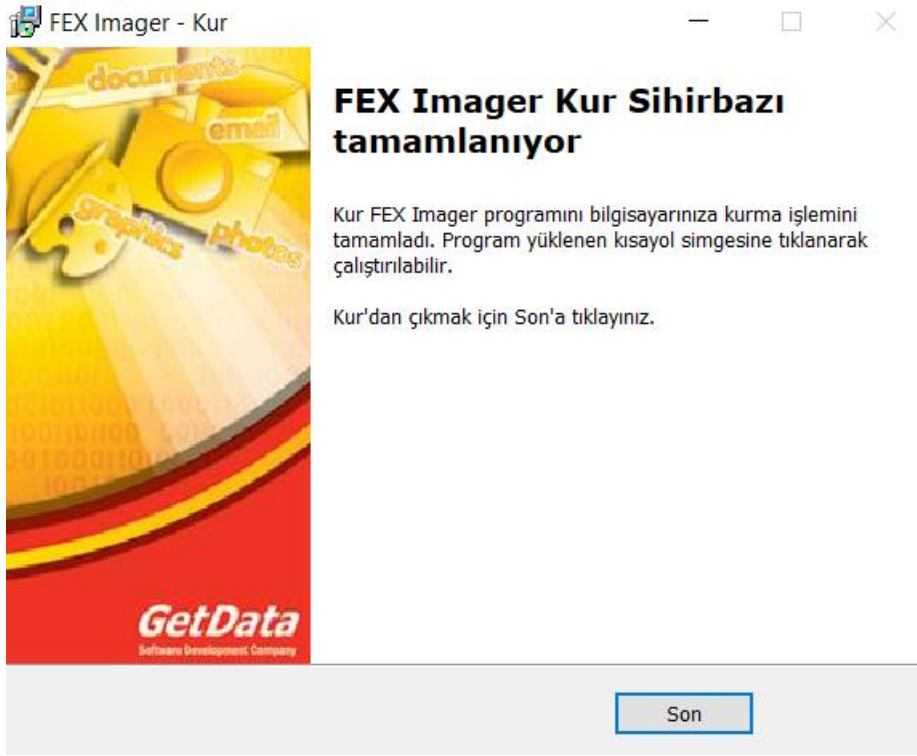 FEX Imager - Kur
documents
email
graphics
photos
FEX Imager Kur Sihirbazı
tamamlanıyor
Kur FEX Imager programını bilgisayarınıza kurma işlemini
tamamladı. Program yüklenen kısayol simgesine tıklanarak
çalıştırılabilir.
Kur'dan çıkmak için Son'a tıklayınız.
GetData
Software Development Company
Son